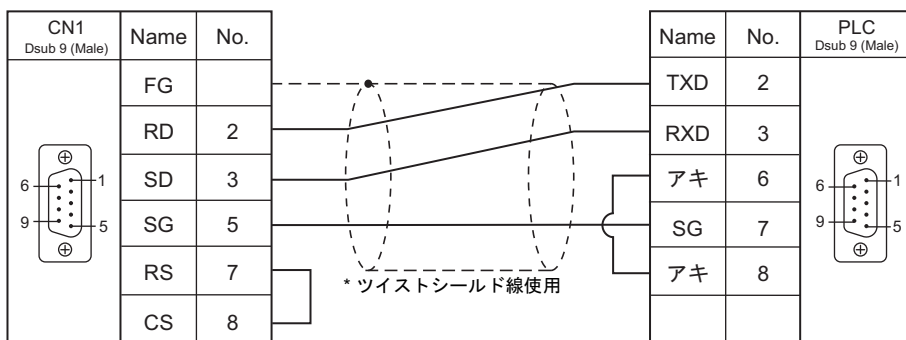 CN1
Dsub 9 (Male)
Name No.
FG
RD 2
SD 3
SG 5
RS 7
CS 8
6 1
9 5
* ツイストシールド線使用
Name No.
PLC
Dsub 9 (Male)
TXD 2
RXD 3
アキ 6
SG 7
アキ 8
6 1
9 5